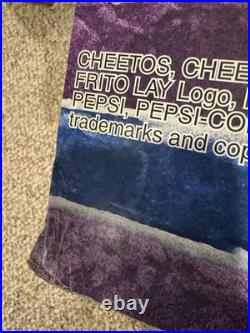 CHEETOS, CHEE
FRITO LAY Logo,
PEPSI, PEPSI-CO
trademarks and cop